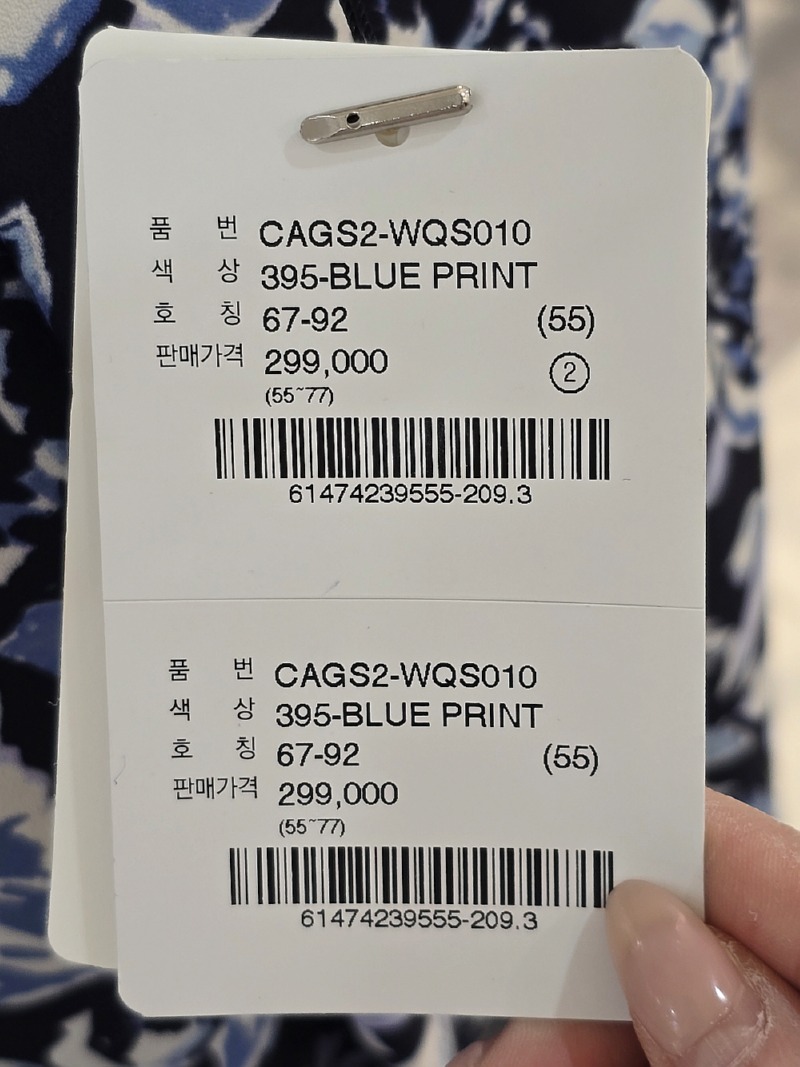 품 번 CAGS2-WQS010
색 상 395-BLUE PRINT
호 칭 67-92 (55)
판매가격 299,000 ②
(55~77)
61474239555-209.3
품 번 CAGS2-WQS010
색 상 395-BLUE PRINT
호 칭 67-92 (55)
판매가격 299,000
(55~77)
61474239555-209.3